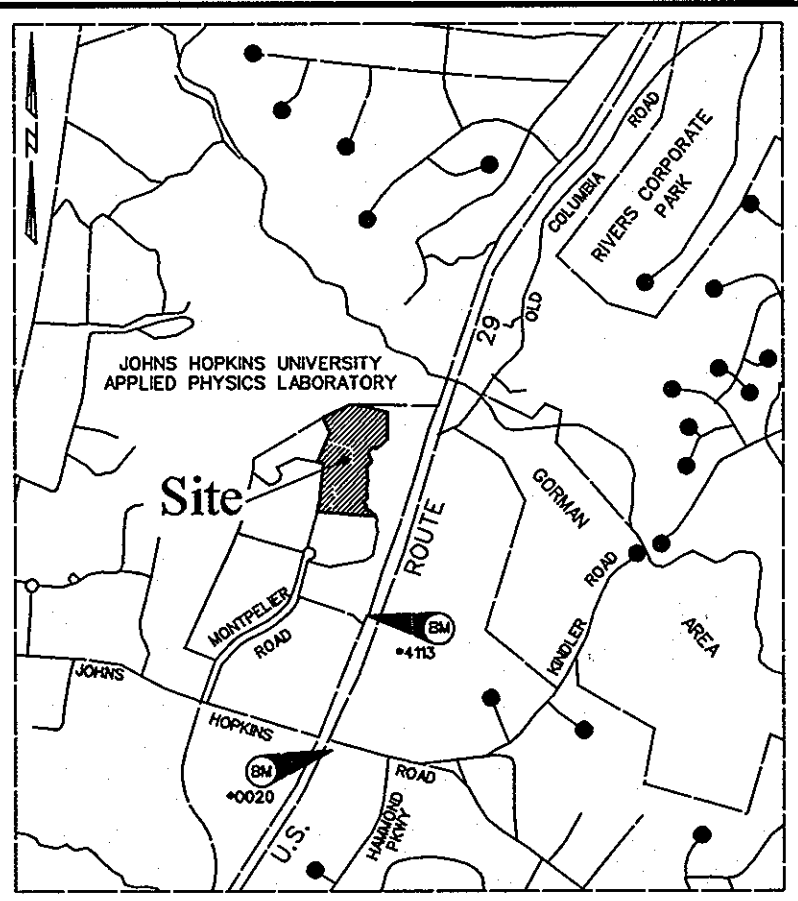 N
ROAD
COLUMBIA
OLD
RIVERS CORPORATE
PARK
29
JOHNS HOPKINS UNIVERSITY
APPLIED PHYSICS LABORATORY
Site
GORMAN
AREA
ROUTE
KINDLER
ROAD
MONTPELIER
ROAD
BM
*4113
JOHNS
HOPKINS
ROAD
BM
*0020
HAMMOND
PKWY
U.S.